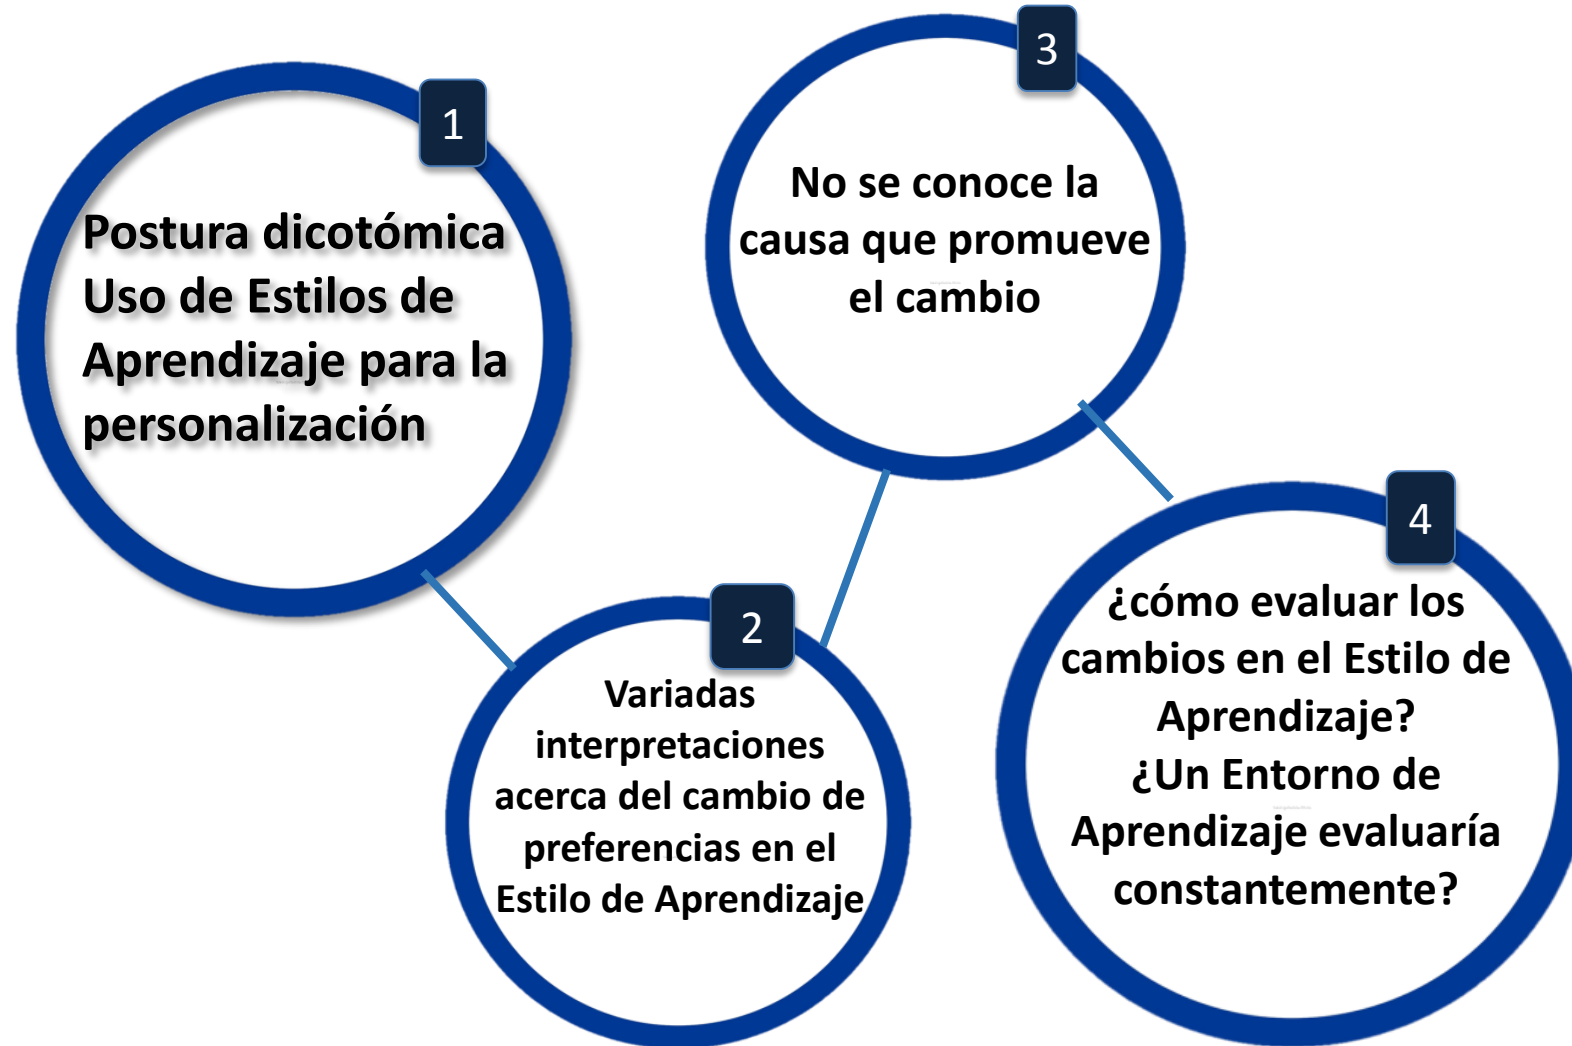 1
Postura dicotómica
Uso de Estilos de
Aprendizaje para la
personalización
2
Variadas
interpretaciones
acerca del cambio de
preferencias en el
Estilo de Aprendizaje
3
No se conoce la
causa que promueve
el cambio
4
¿cómo evaluar los
cambios en el Estilo de
Aprendizaje?
¿Un Entorno de
Aprendizaje evaluaría
constantemente?